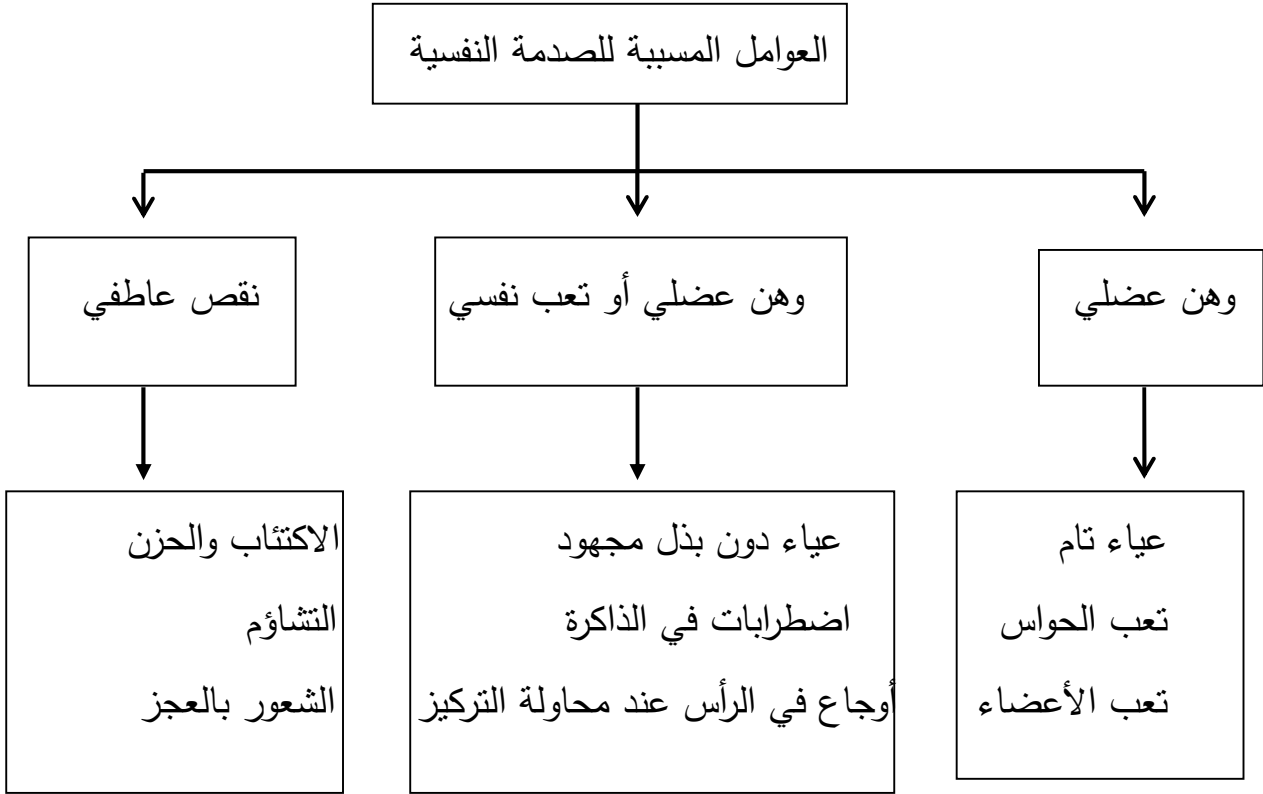 العوامل المسببة للصدمة النفسية
وهن عضلي
وهن عضلي أو تعب نفسي
نقص عاطفي
عياء تام
تعب الحواس
تعب الأعضاء
عياء دون بذل مجهود
اضطرابات في الذاكرة
أوجاع في الرأس عند محاولة التركيز
الاكتئاب والحزن
التشاؤم
الشعور بالعجز